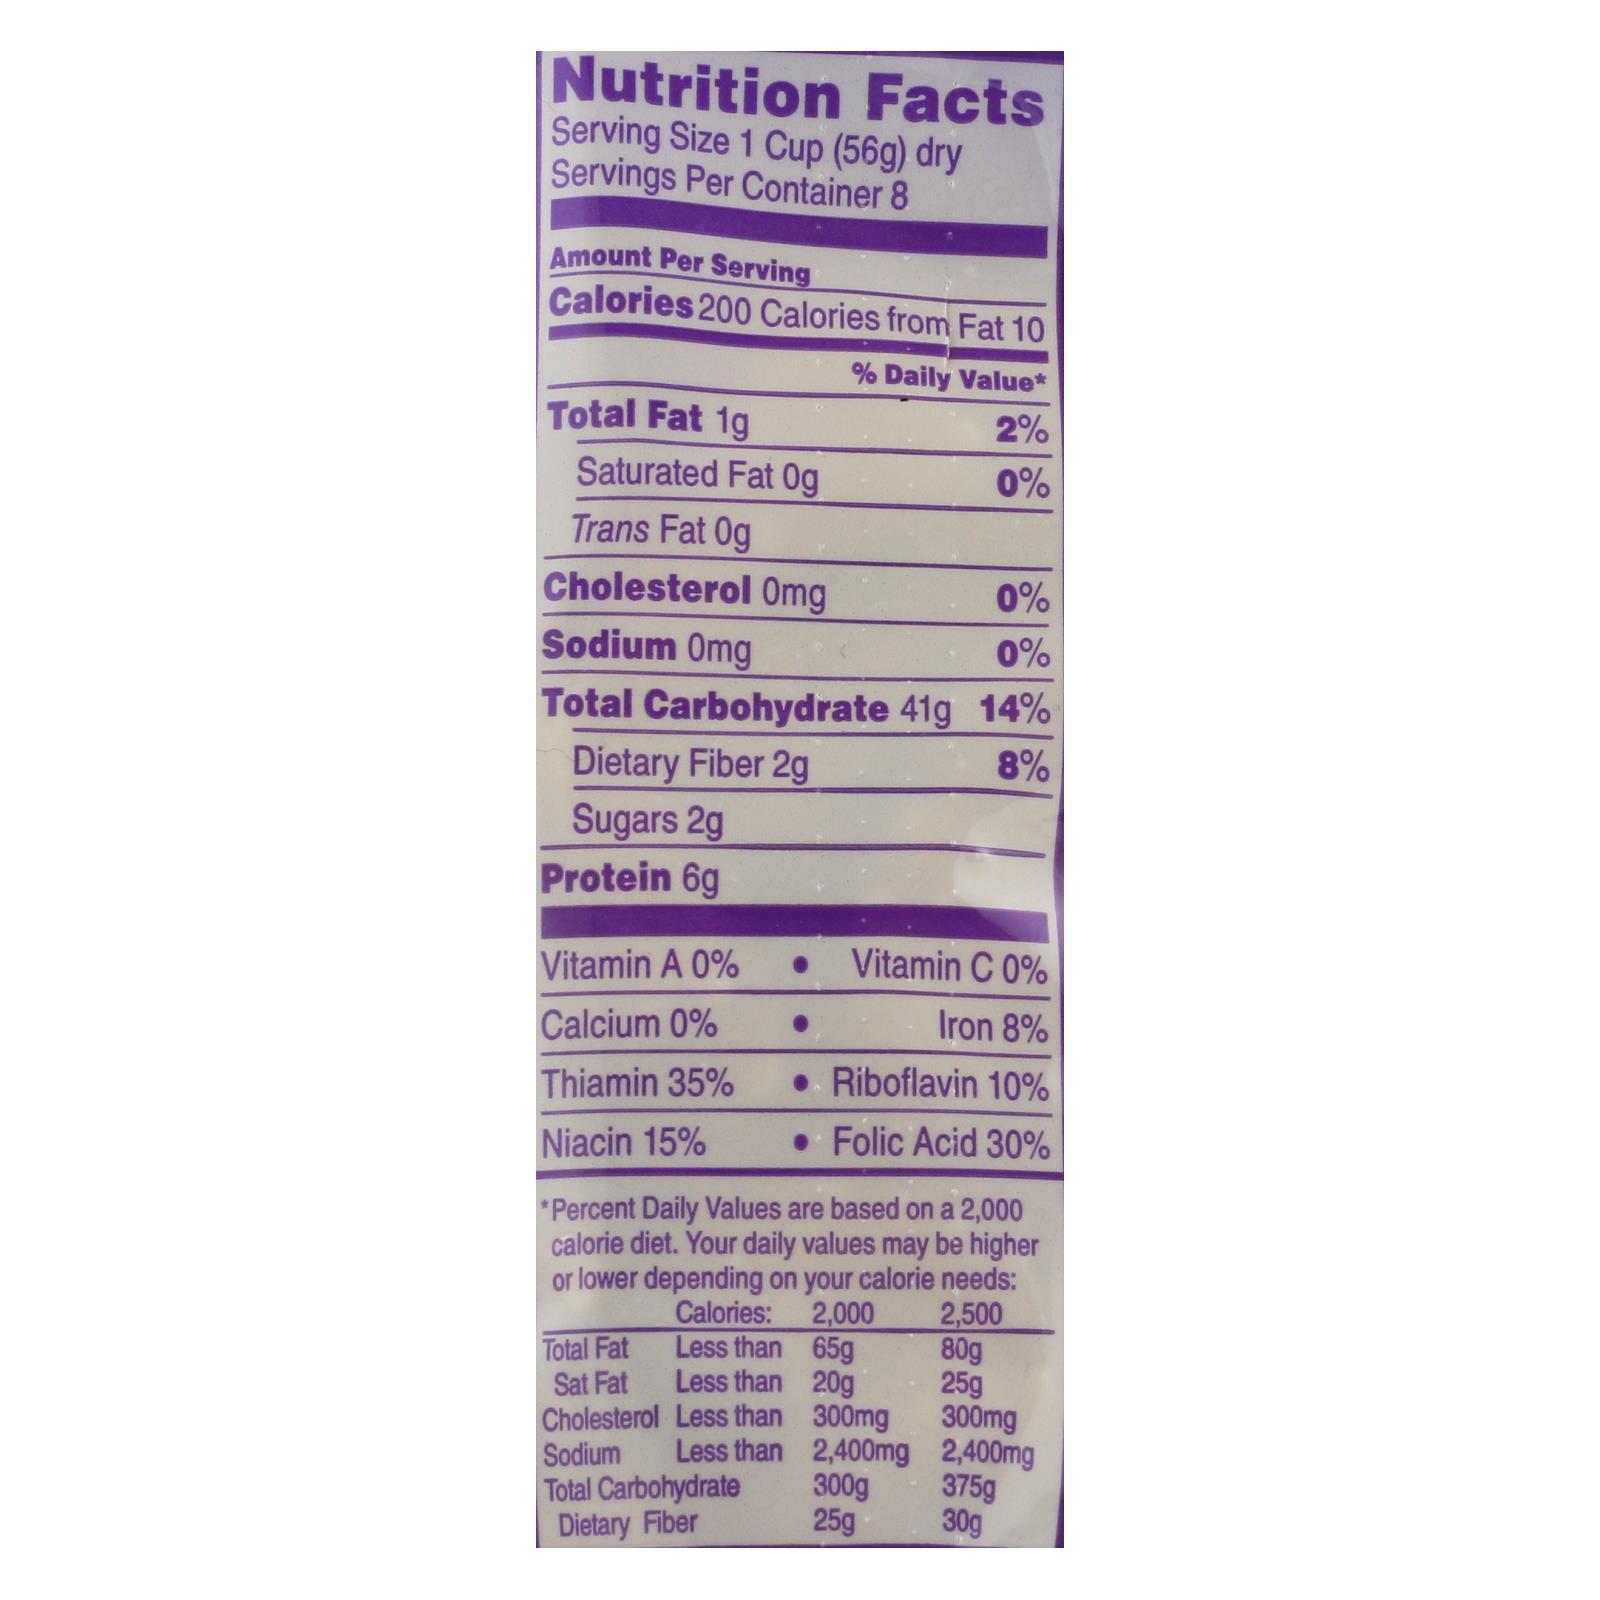 Nutrition Facts
Serving Size 1 Cup (56g) dry
Servings Per Container 8
Amount Per Serving
Calories 200 Calories from Fat 10
% Daily Value*
Total Fat 1g 2%
Saturated Fat 0g 0%
Trans Fat 0g
Cholesterol 0mg 0%
Sodium 0mg 0%
Total Carbohydrate 41g 14%
Dietary Fiber 2g 8%
Sugars 2g
Protein 6g
Vitamin A 0% • Vitamin C 0%
Calcium 0% • Iron 8%
Thiamin 35% • Riboflavin 10%
Niacin 15% • Folic Acid 30%
*Percent Daily Values are based on a 2,000
calorie diet. Your daily values may be higher
or lower depending on your calorie needs:
Calories: 2,000 2,500
Total Fat Less than 65g 80g
Sat Fat Less than 20g 25g
Cholesterol Less than 300mg 300mg
Sodium Less than 2,400mg 2,400mg
Total Carbohydrate 300g 375g
Dietary Fiber 25g 30g